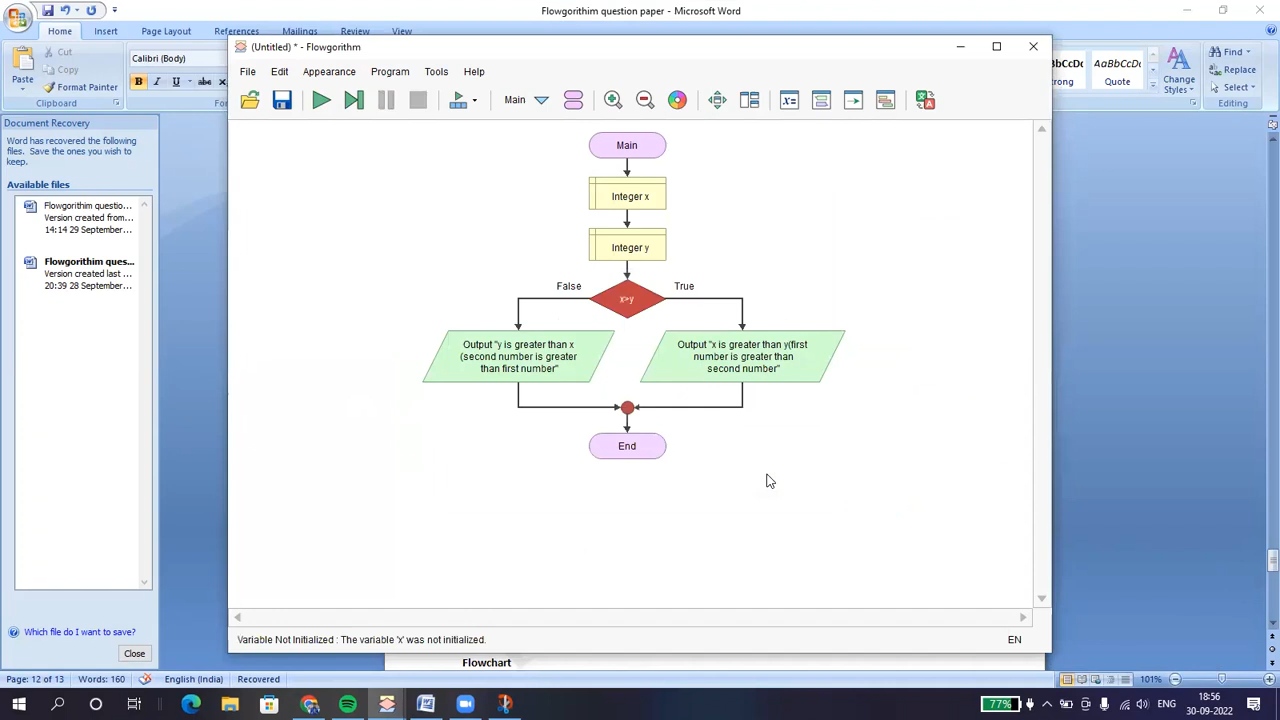 Flowgorithim question paper - Microsoft Word
Home
Insert
Page Layout
References
Mailings
Review
View
Paste
Cut
Copy
Format Painter
Clipboard
Calibri (Body)
B I U abc
trong
AaBbCcDc
Quote
Change
Styles
Find
Replace
Select
Editing
(Untitled) * - Flowgorithm
File
Edit
Appearance
Program
Tools
Help
Main
Document Recovery
Word has recovered the following
files. Save the ones you wish to
keep.
Available files
Flowgorithim questio...
Version created from...
14:14 29 September...
Flowgorithim ques...
Version created last ...
20:39 28 September...
Which file do I want to save?
Close
Main
Integer x
Integer y
False
x>y
True
Output "y is greater than x
(second number is greater
than first number"
Output "x is greater than y(first
number is greater than
second number"
End
Variable Not Initialized : The variable 'x' was not initialized.
EN
Flowchart
Page: 12 of 13
Words: 160
English (India)
Recovered
101%
77%
18:56
30-09-2022